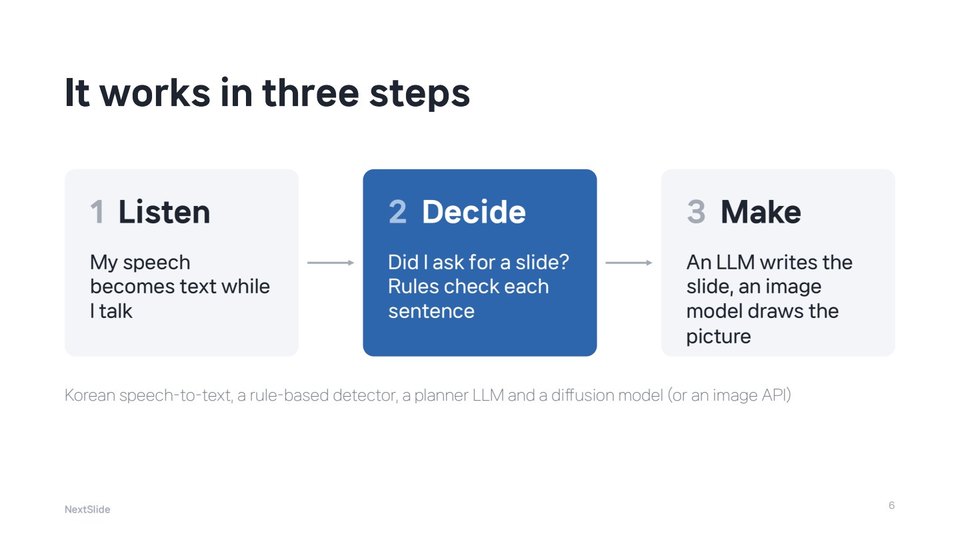 It works in three steps
1 Listen
My speech
becomes text while
I talk
2 Decide
Did I ask for a slide?
Rules check each
sentence
3 Make
An LLM writes the
slide, an image
model draws the
picture
Korean speech-to-text, a rule-based detector, a planner LLM and a diffusion model (or an image API)
NextSlide
6